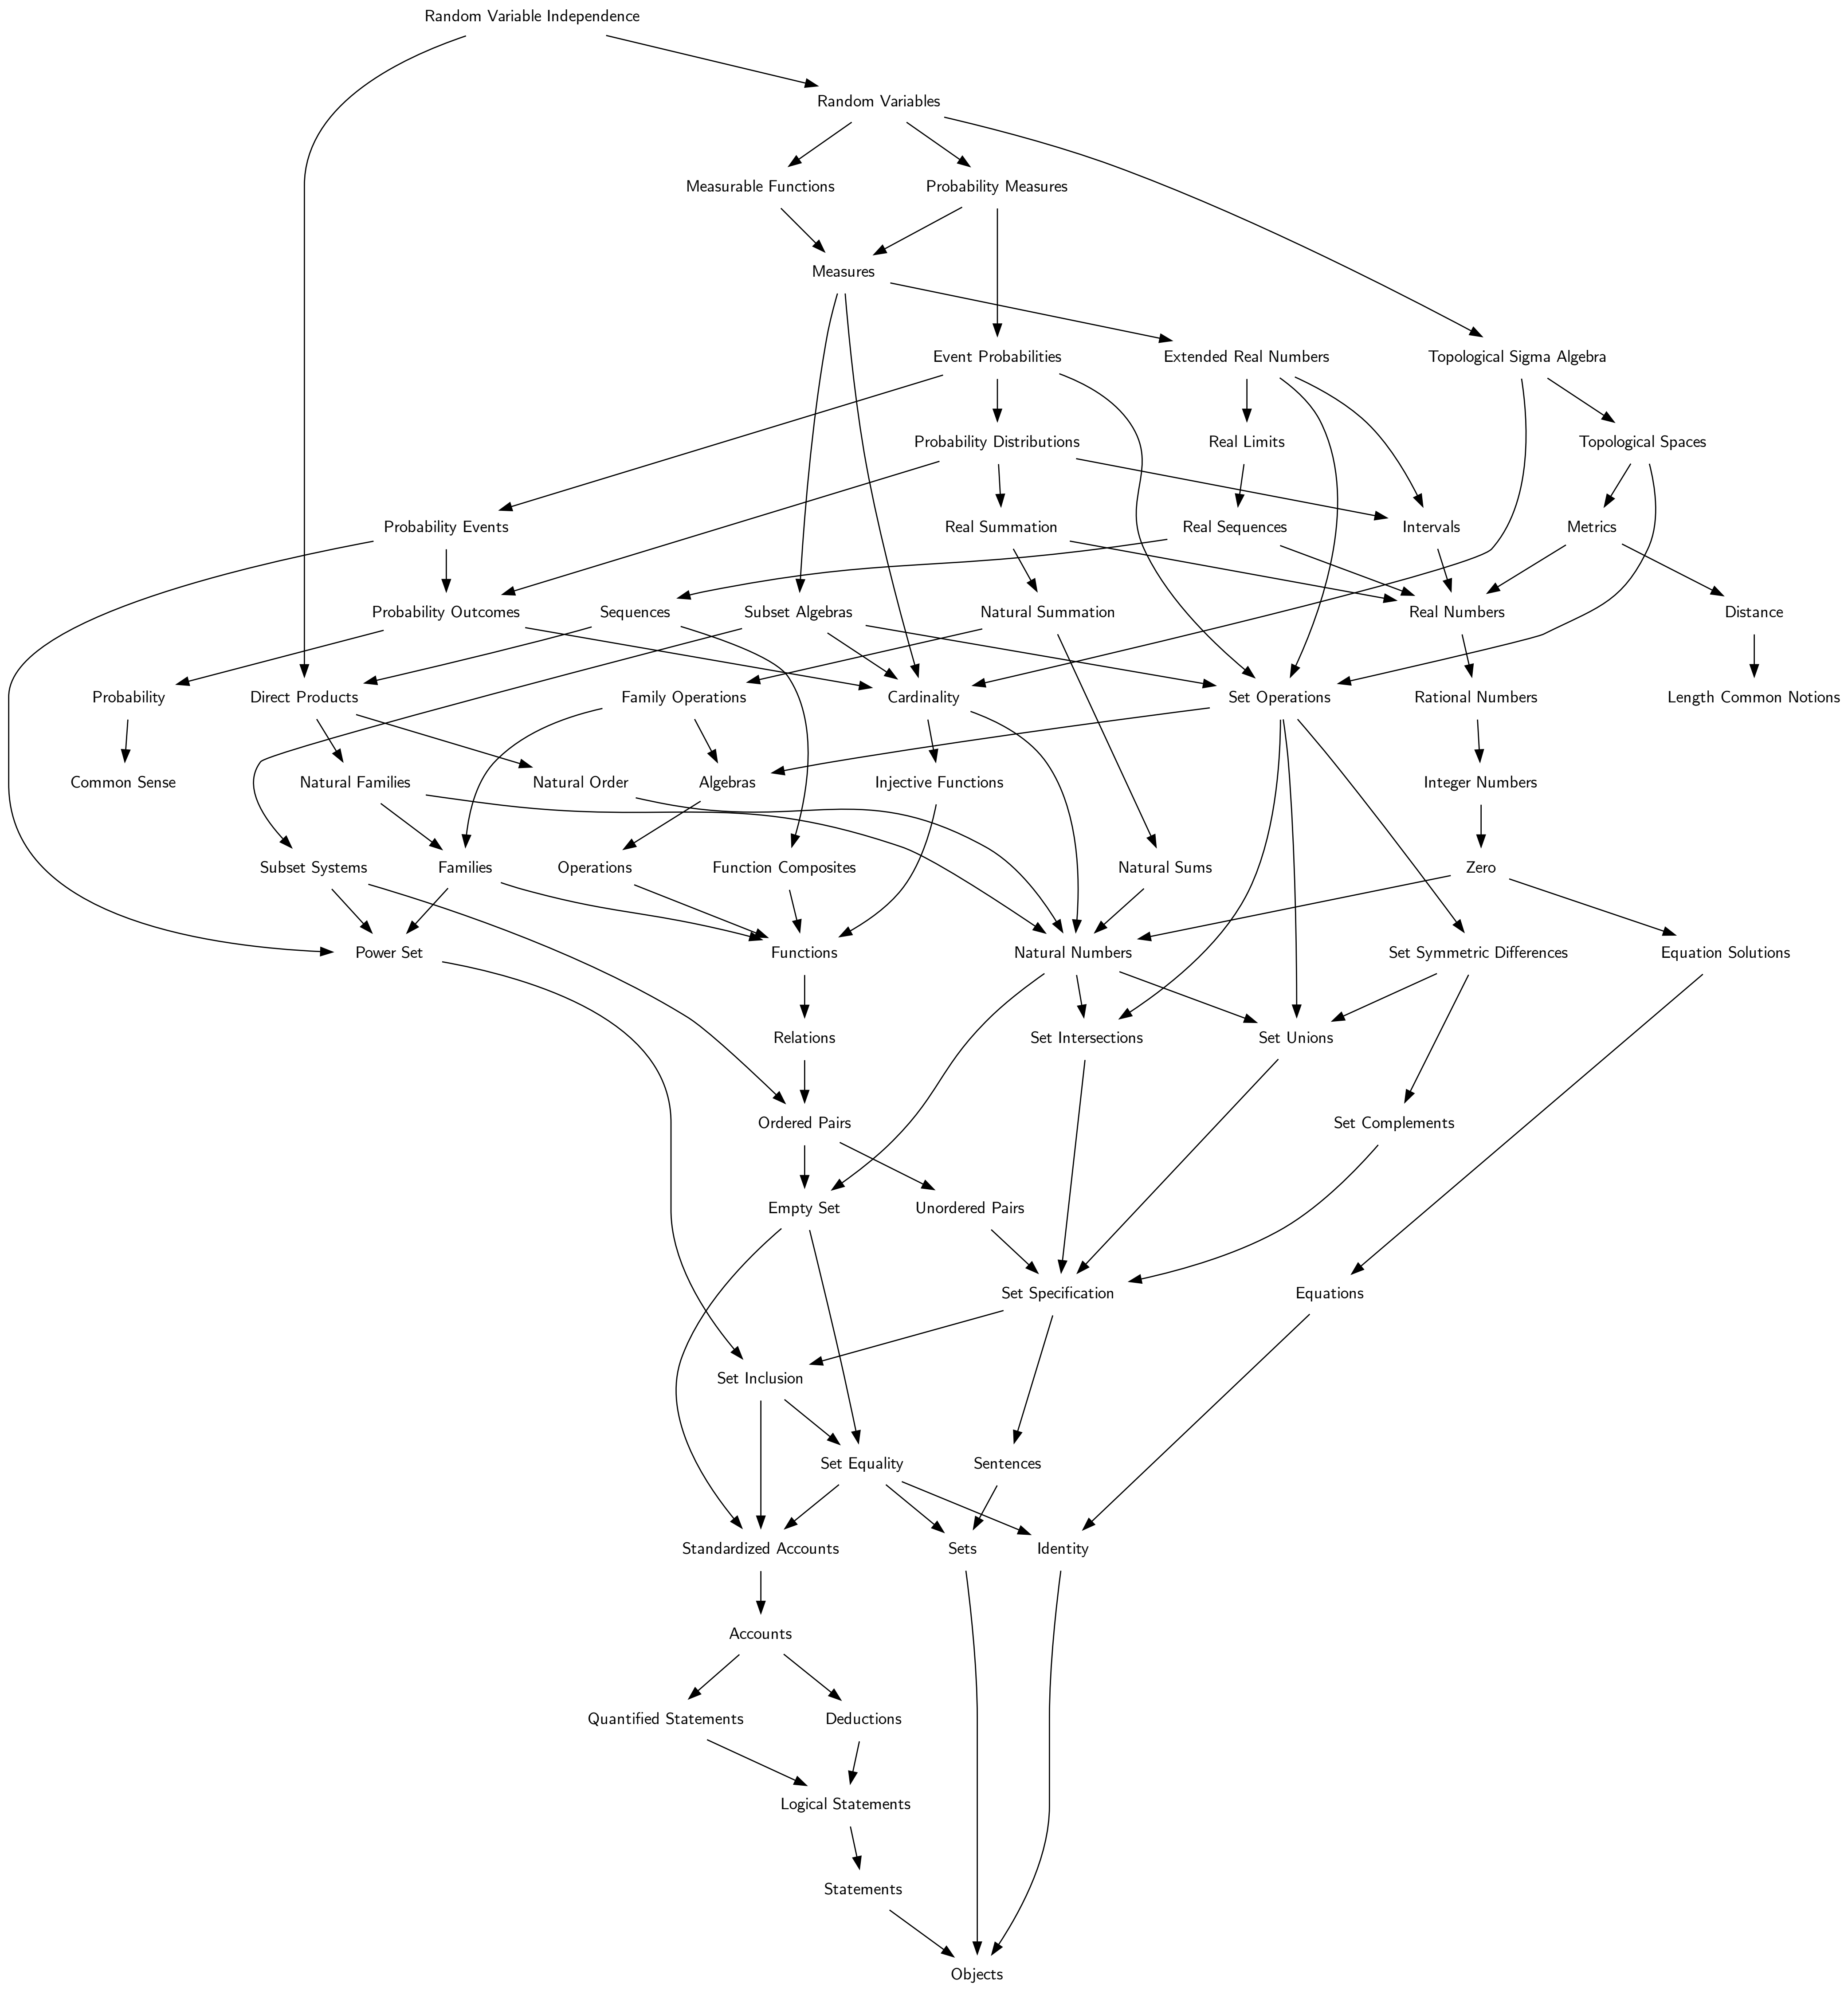 Random Variable Independence
Random Variables
Measurable Functions
Probability Measures
Measures
Event Probabilities
Extended Real Numbers
Topological Sigma Algebra
Probability Distributions
Real Limits
Topological Spaces
Probability Events
Real Summation
Real Sequences
Intervals
Metrics
Probability Outcomes
Sequences
Subset Algebras
Natural Summation
Real Numbers
Distance
Probability
Direct Products
Family Operations
Cardinality
Set Operations
Rational Numbers
Length Common Notions
Common Sense
Natural Families
Natural Order
Algebras
Injective Functions
Integer Numbers
Subset Systems
Families
Operations
Function Composites
Natural Sums
Zero
Power Set
Functions
Natural Numbers
Set Symmetric Differences
Equation Solutions
Relations
Set Intersections
Set Unions
Ordered Pairs
Set Complements
Empty Set
Unordered Pairs
Set Specification
Equations
Set Inclusion
Set Equality
Sentences
Standardized Accounts
Sets
Identity
Accounts
Quantified Statements
Deductions
Logical Statements
Statements
Objects